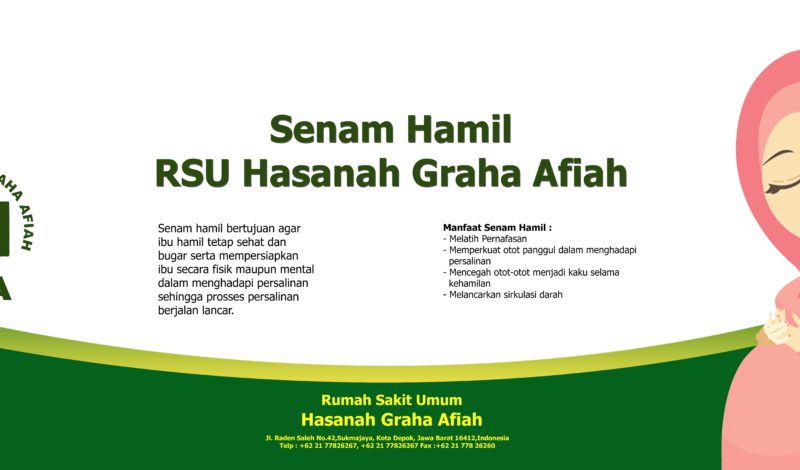 Senam Hamil
RSU Hasanah Graha Afiah
AHA AFIAH
A
Senam hamil bertujuan agar
ibu hamil tetap sehat dan
bugar serta mempersiapkan
ibu secara fisik maupun mental
dalam menghadapi persalinan
sehingga prosses persalinan
berjalan lancar.
Manfaat Senam Hamil :
- Melatih Pernafasan
- Memperkuat otot panggul dalam menghadapi
persalinan
- Mencegah otot-otot menjadi kaku selama
kehamilan
- Melancarkan sirkulasi darah
Rumah Sakit Umum
Hasanah Graha Afiah
Jl. Raden Saleh No.42,Sukmajaya, Kota Depok, Jawa Barat 16412,Indonesia
Telp : +62 21 77826267, +62 21 77826267 Fax :+62 21 778 26260